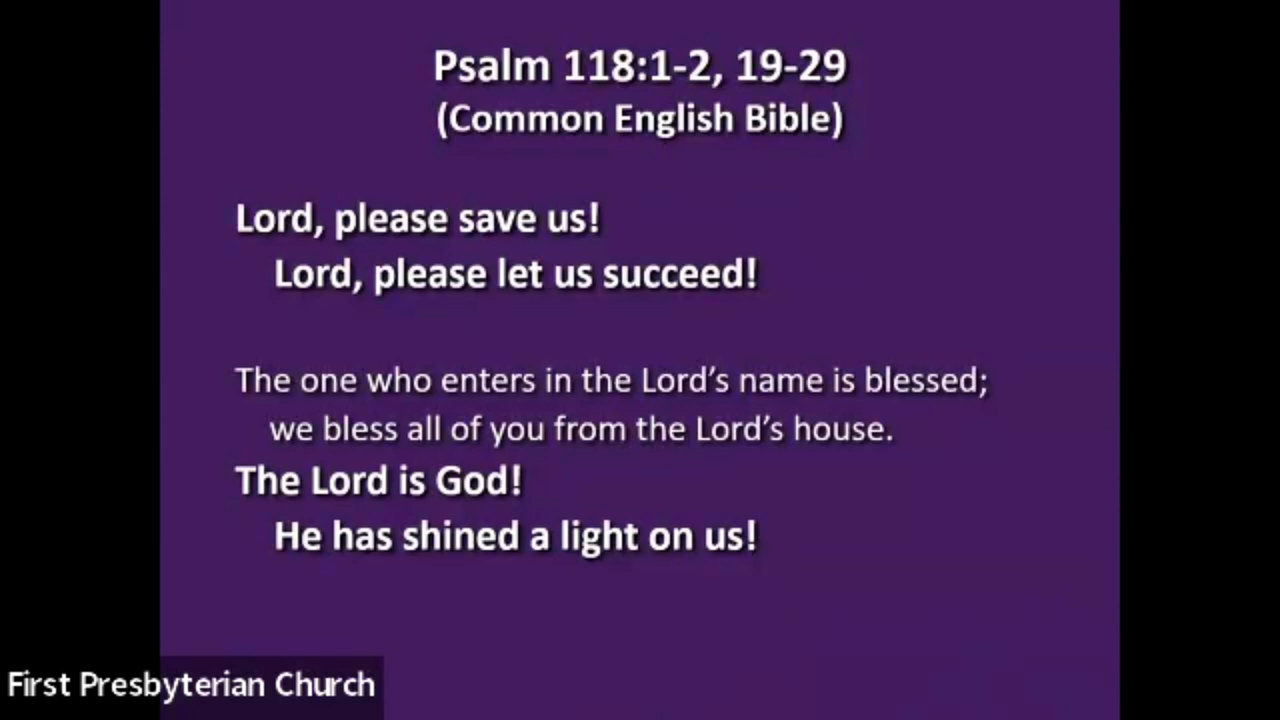 Psalm 118:1-2, 19-29
(Common English Bible)
Lord, please save us!
Lord, please let us succeed!
The one who enters in the Lord’s name is blessed;
we bless all of you from the Lord’s house.
The Lord is God!
He has shined a light on us!
First Presbyterian Church